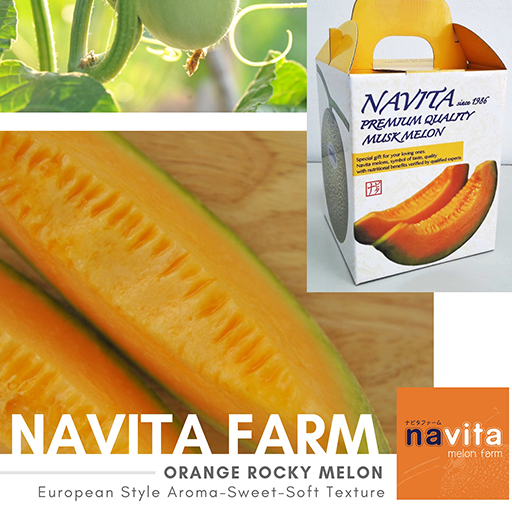 NAVITA since 1986
PREMIUM QUALITY
MUSK MELON
Special gift for your loving ones.
Navita melons, symbol of taste, quality
with nutritional benefits verified by qualified experts
NAVITA FARM
ORANGE ROCKY MELON
European Style Aroma-Sweet-Soft Texture
ナビタファーム
navita
melon farm